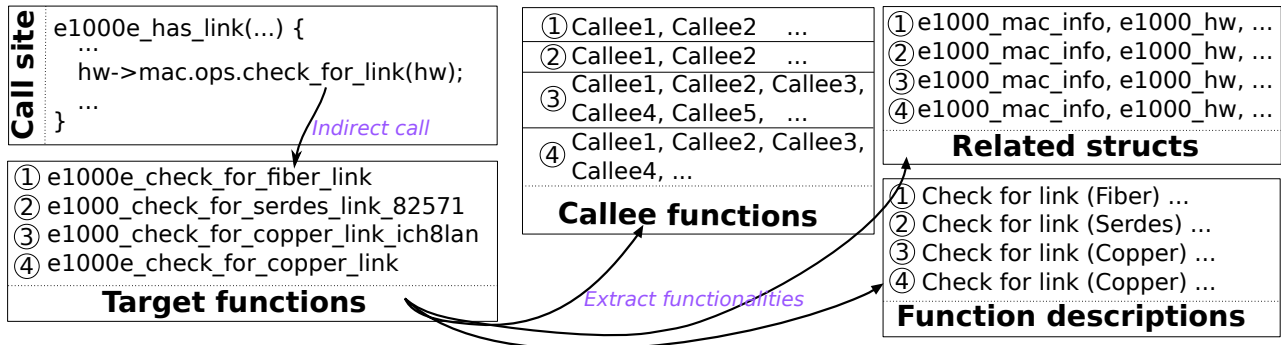 Call site
e1000e_has_link(...) {
...
hw->mac.ops.check_for_link(hw);
...
}
Indirect call
① e1000e_check_for_fiber_link
② e1000_check_for_serdes_link_82571
③ e1000_check_for_copper_link_ich8lan
④ e1000e_check_for_copper_link
Target functions
① Callee1, Callee2 ...
② Callee1, Callee2 ...
③ Callee1, Callee2, Callee3,
Callee4, Callee5, ...
④ Callee1, Callee2, Callee3,
Callee4, ...
Callee functions
Extract functionalities
① e1000_mac_info, e1000_hw, ...
② e1000_mac_info, e1000_hw, ...
③ e1000_mac_info, e1000_hw, ...
④ e1000_mac_info, e1000_hw, ...
Related structs
① Check for link (Fiber) ...
② Check for link (Serdes) ...
③ Check for link (Copper) ...
④ Check for link (Copper) ...
Function descriptions